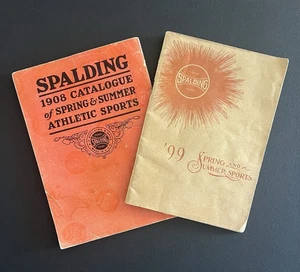 SPALDING
1908 CATALOGUE
of SPRING & SUMMER
ATHLETIC SPORTS
SPALDING
'99 SPRING AND
SUMMER SPORTS